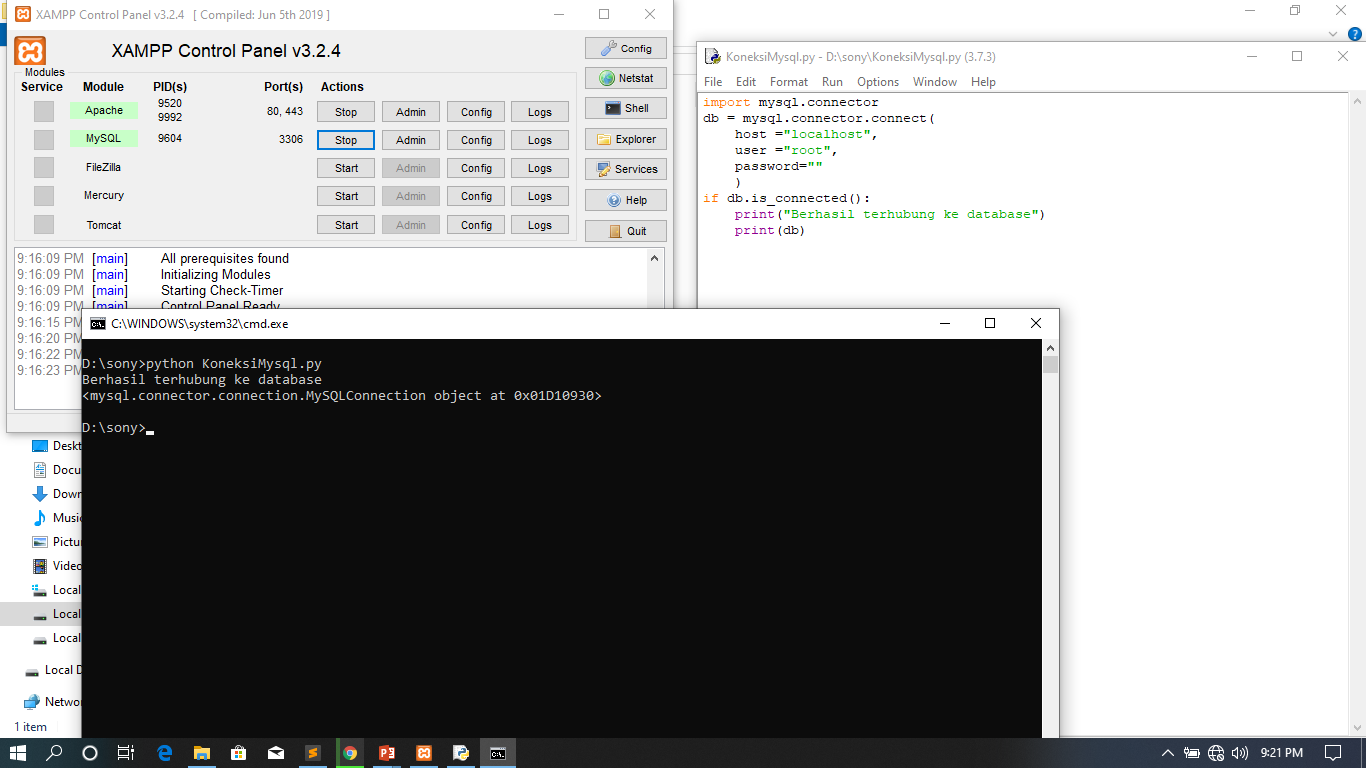 XAMPP Control Panel v3.2.4 [ Compiled: Jun 5th 2019 ]
XAMPP Control Panel v3.2.4
Modules
Service Module PID(s) Port(s) Actions
Apache 9520 9992 80, 443 Stop Admin Config Logs
MySQL 9604 3306 Stop Admin Config Logs
FileZilla Start Admin Config Logs
Mercury Start Admin Config Logs
Tomcat Start Admin Config Logs
Config
Netstat
Shell
Explorer
Services
Help
Quit
9:16:09 PM [main] All prerequisites found
9:16:09 PM [main] Initializing Modules
9:16:09 PM [main] Starting Check-Timer
9:16:09 PM [main] Control Panel Ready
9:16:15 PM
9:16:20 PM
9:16:22 PM
9:16:23 PM
KoneksiMysql.py - D:\sony\KoneksiMysql.py (3.7.3)
File Edit Format Run Options Window Help
import mysql.connector
db = mysql.connector.connect(
    host ="localhost",
    user ="root",
    password=""
    )
if db.is_connected():
    print("Berhasil terhubung ke database")
    print(db)
C:\WINDOWS\system32\cmd.exe
D:\sony>python KoneksiMysql.py
Berhasil terhubung ke database
<mysql.connector.connection.MySQLConnection object at 0x01D10930>
D:\sony>
Deskt
Docu
Down
Music
Pictu
Video
Local
Local
Local
Local D
Netwo
1 item
9:21 PM